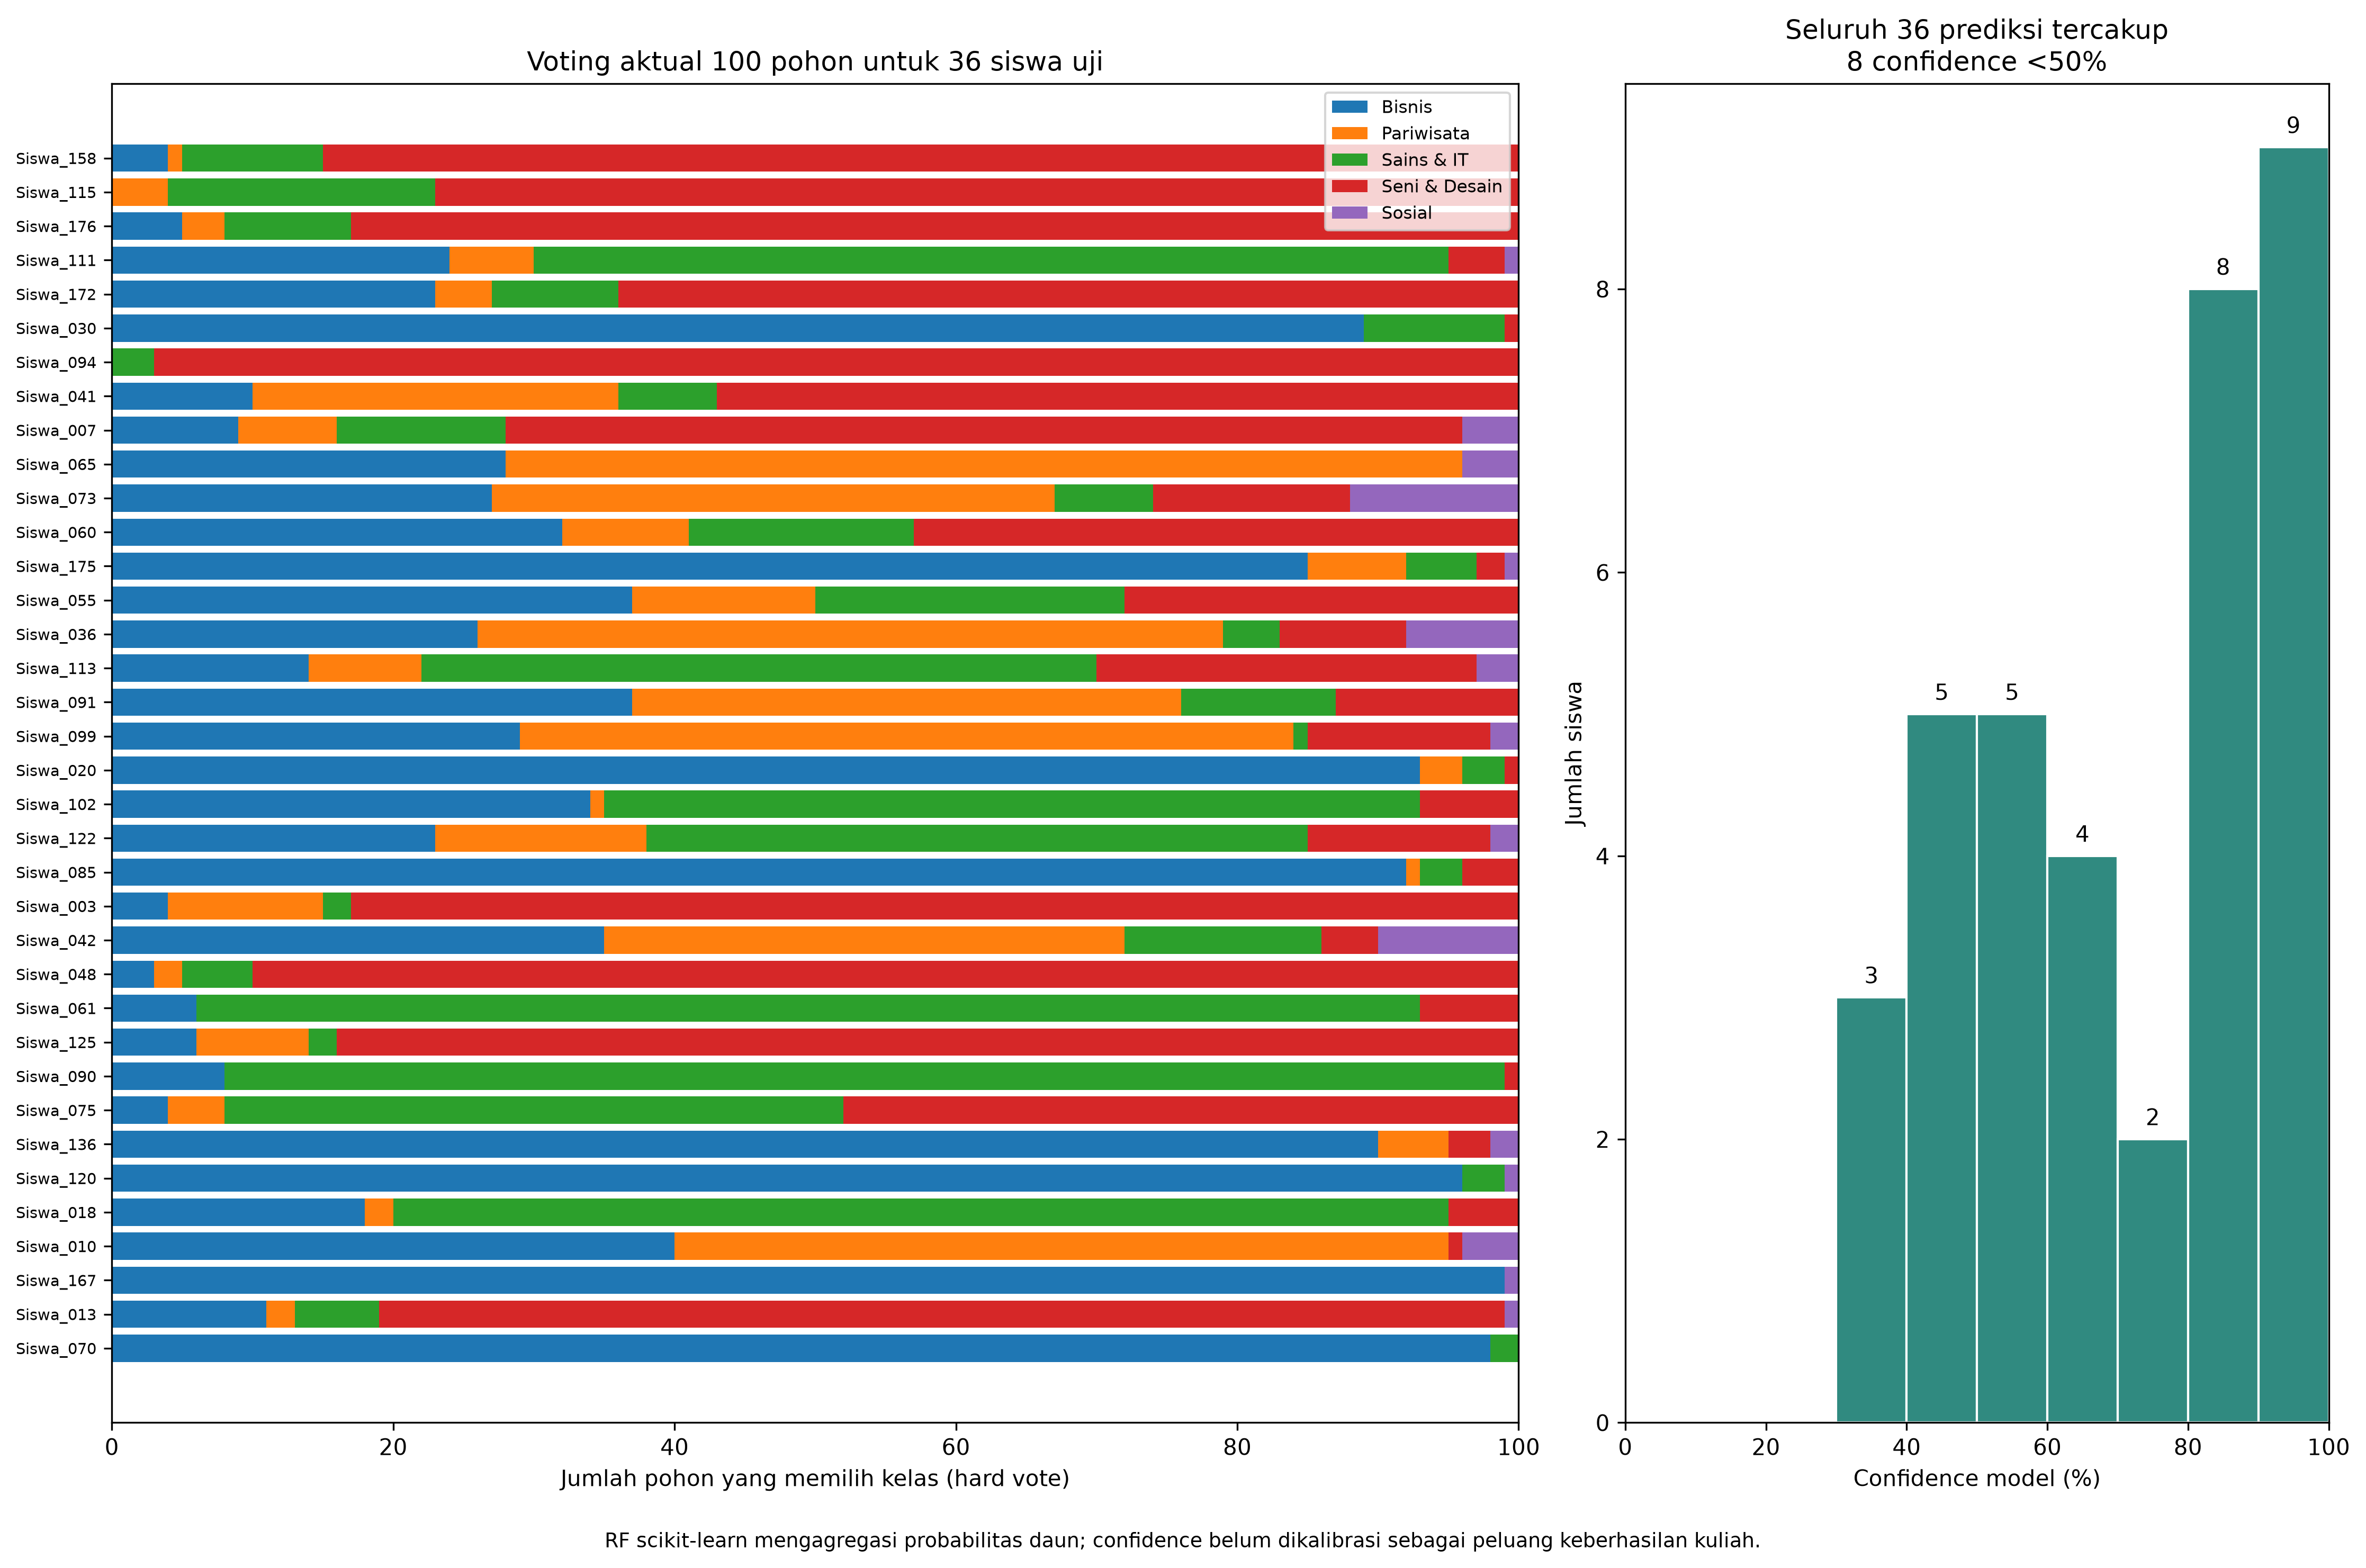 Voting aktual 100 pohon untuk 36 siswa uji
Bisnis
Pariwisata
Sains & IT
Seni & Desain
Sosial
Siswa_158
Siswa_115
Siswa_176
Siswa_111
Siswa_172
Siswa_030
Siswa_094
Siswa_041
Siswa_007
Siswa_065
Siswa_073
Siswa_060
Siswa_175
Siswa_055
Siswa_036
Siswa_113
Siswa_091
Siswa_099
Siswa_020
Siswa_102
Siswa_122
Siswa_085
Siswa_003
Siswa_042
Siswa_048
Siswa_061
Siswa_125
Siswa_090
Siswa_075
Siswa_136
Siswa_120
Siswa_018
Siswa_010
Siswa_167
Siswa_013
Siswa_070
0 20 40 60 80 100
Jumlah pohon yang memilih kelas (hard vote)
Seluruh 36 prediksi tercakup
8 confidence <50%
Jumlah siswa
8
6
4
2
0
3
5
5
4
2
8
9
0 20 40 60 80 100
Confidence model (%)
RF scikit-learn mengagregasi probabilitas daun; confidence belum dikalibrasi sebagai peluang keberhasilan kuliah.